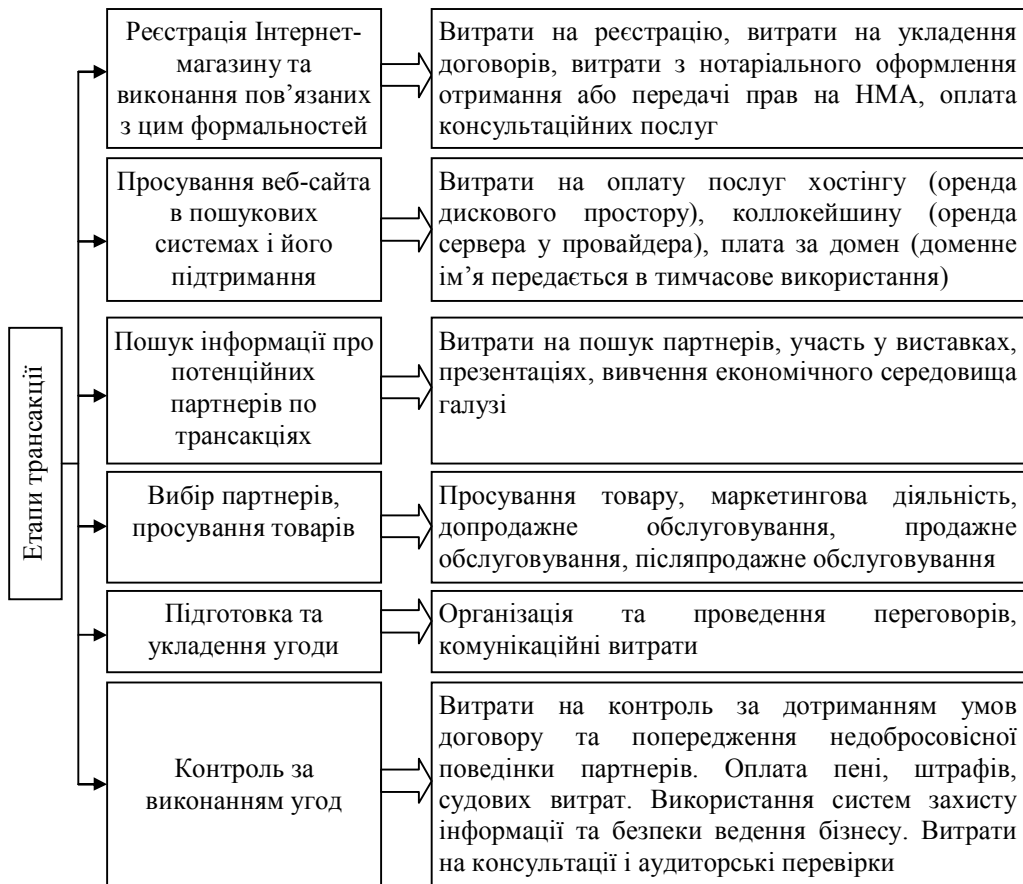 Етапи трансакції
Реєстрація Інтернет-
магазину та
виконання пов’язаних
з цим формальностей
Витрати на реєстрацію, витрати на укладення
договорів, витрати з нотаріального оформлення
отримання або передачі прав на НМА, оплата
консультаційних послуг
Просування веб-сайта
в пошукових
системах і його
підтримання
Витрати на оплату послуг хостінгу (оренда
дискового простору), коллокейшину (оренда
сервера у провайдера), плата за домен (доменне
ім’я передається в тимчасове використання)
Пошук інформації про
потенційних
партнерів по
трансакціях
Витрати на пошук партнерів, участь у виставках,
презентаціях, вивчення економічного середовища
галузі
Вибір партнерів,
просування товарів
Просування товару, маркетингова діяльність,
допродажне обслуговування, продажне
обслуговування, післяпродажне обслуговування
Підготовка та
укладення угоди
Організація та проведення переговорів,
комунікаційні витрати
Контроль за
виконанням угод
Витрати на контроль за дотриманням умов
договору та попередження недобросовісної
поведінки партнерів. Оплата пені, штрафів,
судових витрат. Використання систем захисту
інформації та безпеки ведення бізнесу. Витрати
на консультації і аудиторські перевірки